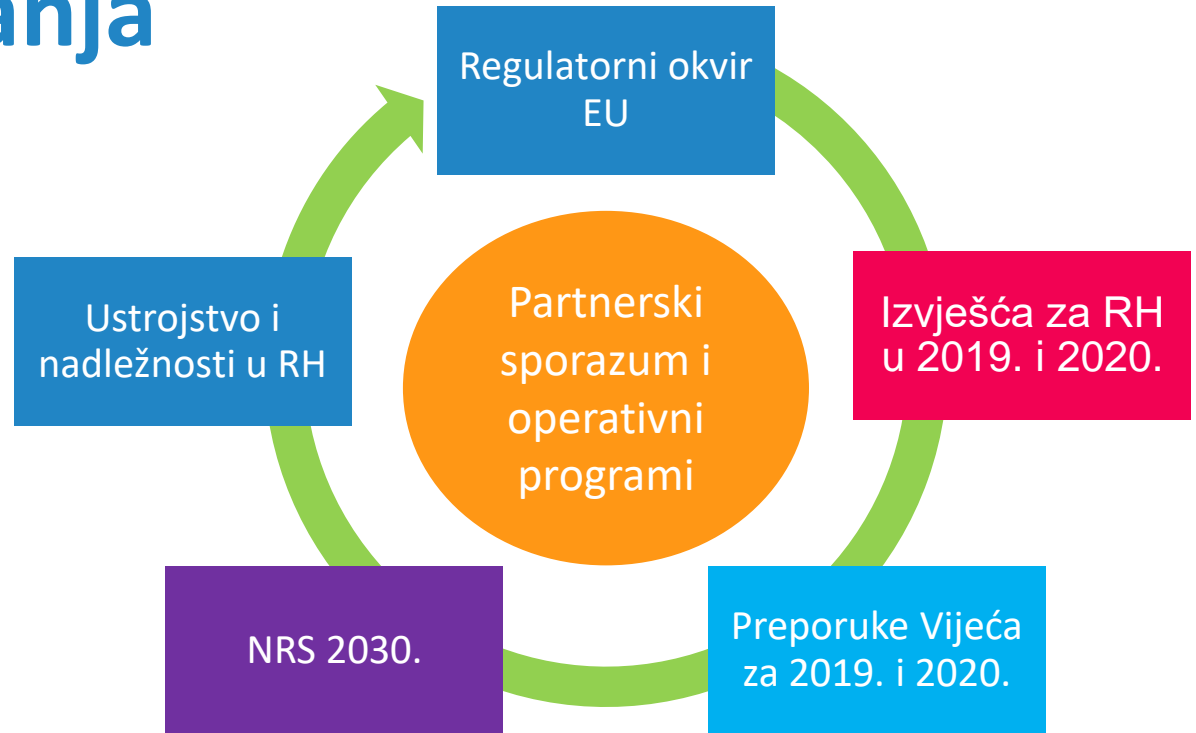 Regulatorni okvir
EU
Izvješća za RH
u 2019. i 2020.
Preporuke Vijeća
za 2019. i 2020.
NRS 2030.
Ustrojstvo i
nadležnosti u RH
Partnerski
sporazum i
operativni
programi